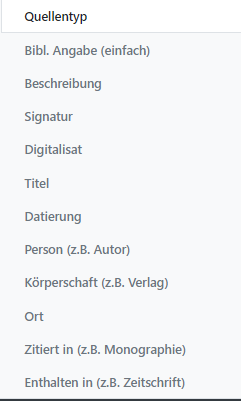 Quellentyp
Bibl. Angabe (einfach)
Beschreibung
Signatur
Digitalisat
Titel
Datierung
Person (z.B. Autor)
Körperschaft (z.B. Verlag)
Ort
Zitiert in (z.B. Monographie)
Enthalten in (z.B. Zeitschrift)